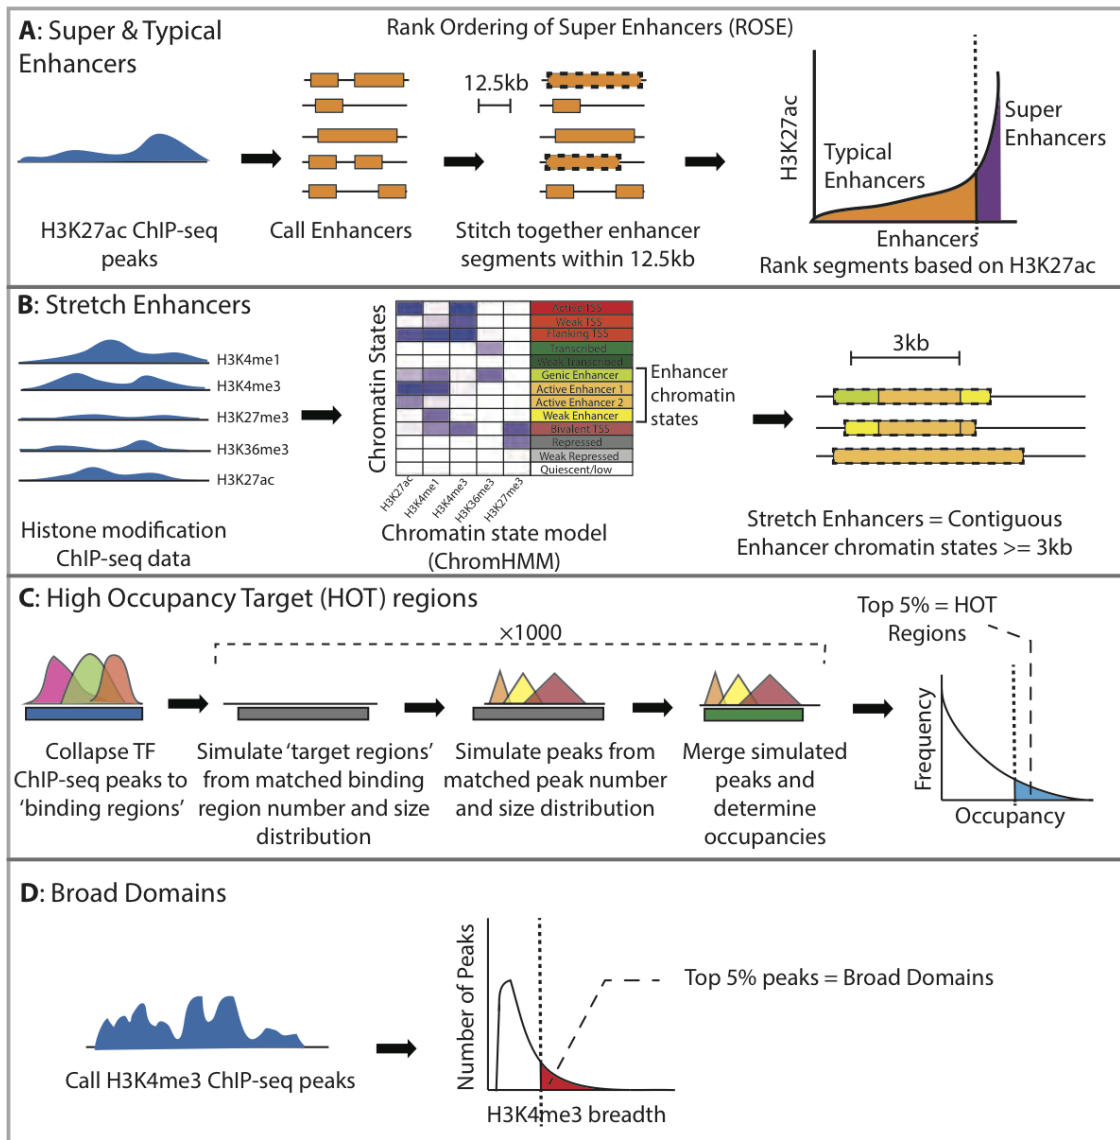 A: Super & Typical
Enhancers
Rank Ordering of Super Enhancers (ROSE)
12.5kb
H3K27ac ChIP-seq
peaks
Call Enhancers
Stitch together enhancer
segments within 12.5kb
H3K27ac
Typical
Enhancers
Super
Enhancers
Enhancers
Rank segments based on H3K27ac
B: Stretch Enhancers
H3K4me1
H3K4me3
H3K27me3
H3K36me3
H3K27ac
Histone modification
ChIP-seq data
Chromatin States
Active TSS
Weak TSS
Flanking TSS
Transcribed
Weak Transcribed
Genic Enhancer
Active Enhancer 1
Active Enhancer 2
Weak Enhancer
Bivalent TSS
Repressed
Weak Repressed
Quiescent/low
H3K27ac
H3K4me1
H3K4me3
H3K36me3
H3K27me3
Enhancer
chromatin
states
Chromatin state model
(ChromHMM)
3kb
Stretch Enhancers = Contiguous
Enhancer chromatin states >= 3kb
C: High Occupancy Target (HOT) regions
×1000
Collapse TF
ChIP-seq peaks to
‘binding regions’
Simulate ‘target regions’
from matched binding
region number and size
distribution
Simulate peaks from
matched peak number
and size distribution
Merge simulated
peaks and
determine
occupancies
Top 5% = HOT
Regions
Frequency
Occupancy
D: Broad Domains
Call H3K4me3 ChIP-seq peaks
Number of Peaks
H3K4me3 breadth
Top 5% peaks = Broad Domains